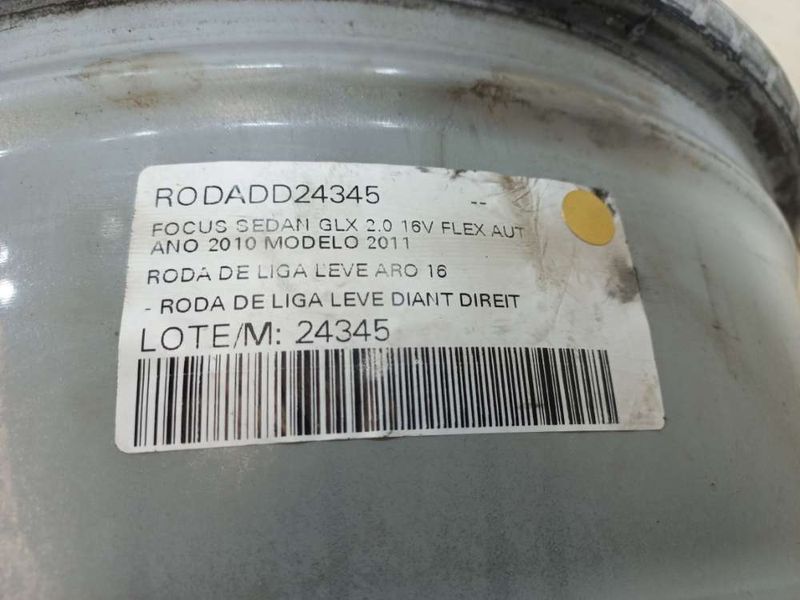 RODADD24345 --
FOCUS SEDAN GLX 2.0 16V FLEX AUT
ANO 2010 MODELO 2011
RODA DE LIGA LEVE ARO 16
- RODA DE LIGA LEVE DIANT DIREIT
LOTE/M: 24345